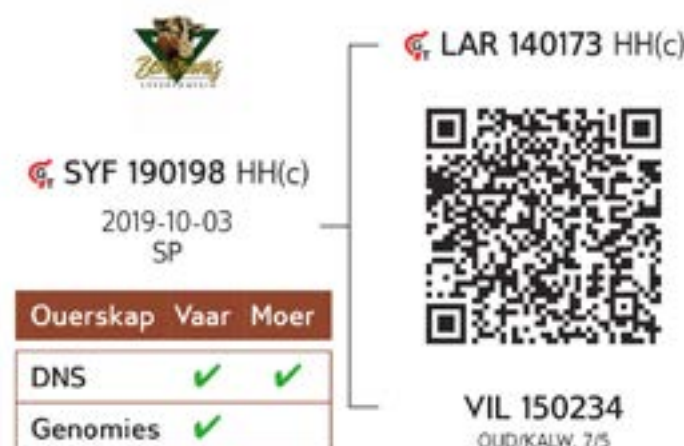 SYF 190198 HH(c)
2019-10-03
SP
Ouerskap Vaar Moer
DNS
Genomies
LAR 140173 HH(c)
VIL 150234
OUD/KALW. 7/5